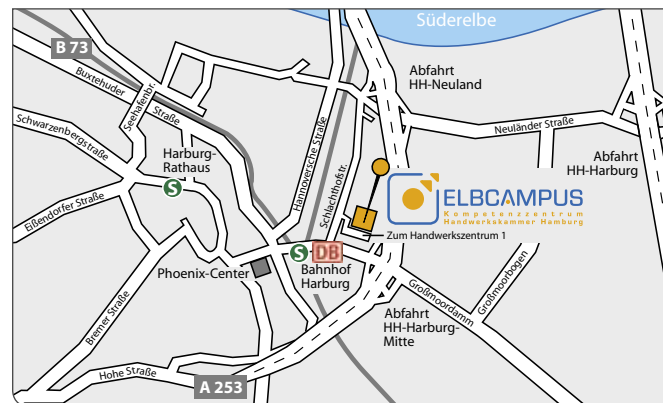 Süderelbe
B 73
Buxtehuder
Straße
Seehafenbr.
Schwarzenbergstraße
Harburg-
Rathaus
S
Eißendorfer Straße
Hannoversche Straße
Schlachthofstr.
Abfahrt
HH-Neuland
Neuländer Straße
Abfahrt
HH-Harburg
ELBCAMPUS
Kompetenzzentrum
Handwerkskammer Hamburg
!
Zum Handwerkszentrum 1
S
DB
Bahnhof
Harburg
Phoenix-Center
Großmoordamm
Großmoorbogen
Abfahrt
HH-Harburg-
Mitte
Bremer Straße
Hohe Straße
A 253